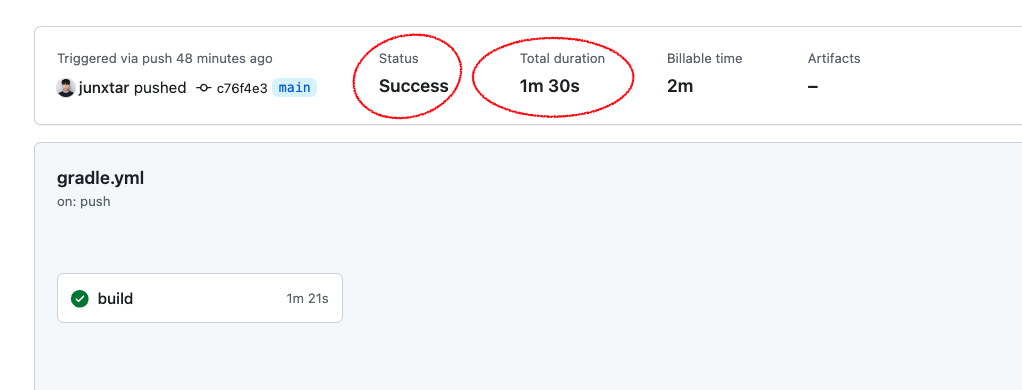 Triggered via push 48 minutes ago
junxtar pushed c76f4e3 main
Status
Success
Total duration
1m 30s
Billable time
2m
Artifacts
–
gradle.yml
on: push
build 1m 21s